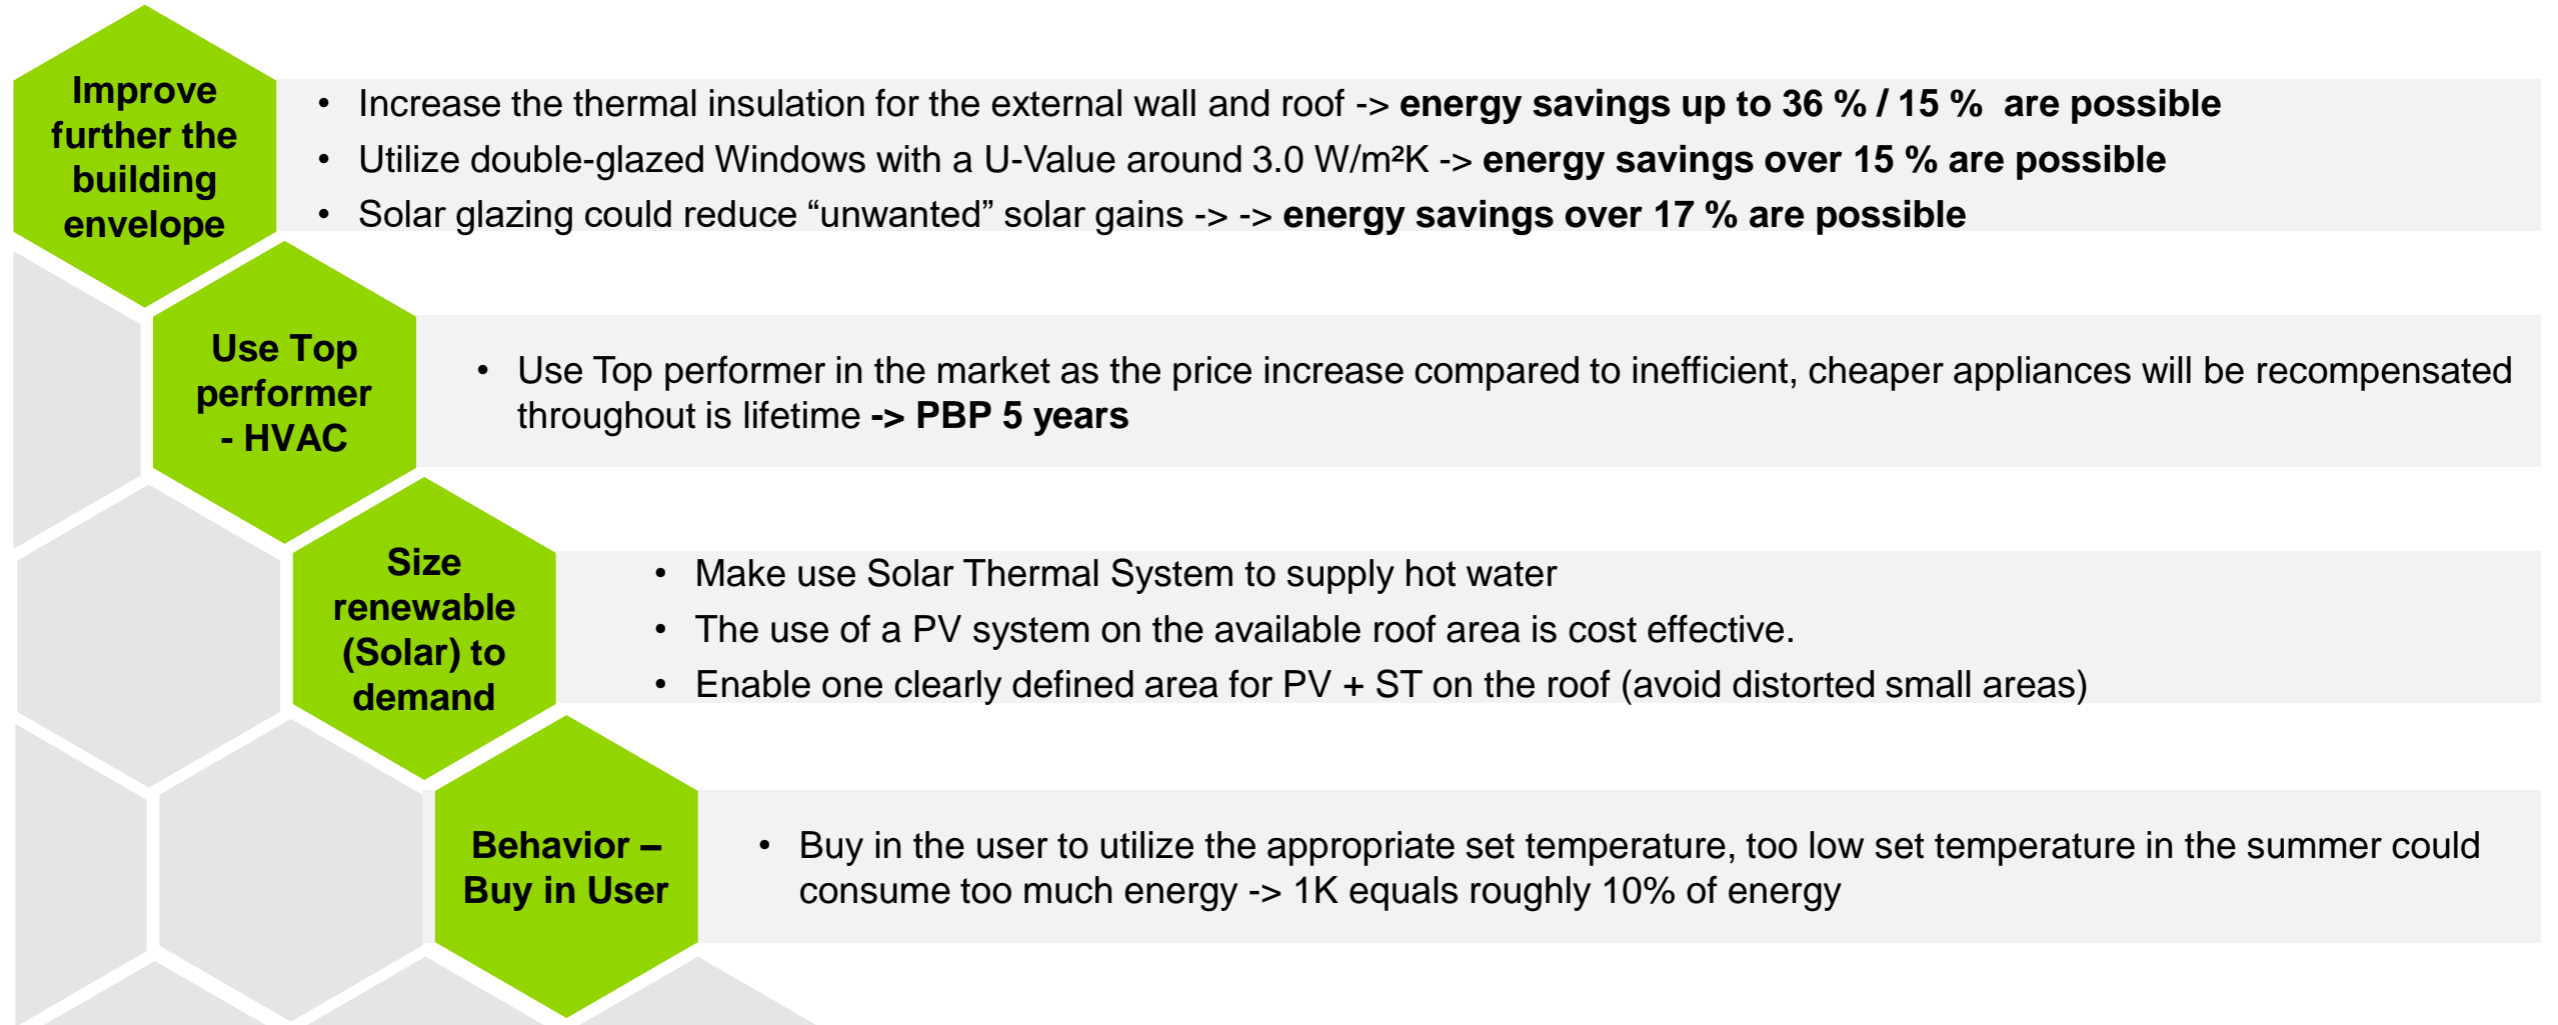 Improve
further the
building
envelope
• Increase the thermal insulation for the external wall and roof -> energy savings up to 36 % / 15 %  are possible
• Utilize double-glazed Windows with a U-Value around 3.0 W/m²K -> energy savings over 15 % are possible
• Solar glazing could reduce “unwanted” solar gains -> -> energy savings over 17 % are possible
Use Top
performer
- HVAC
• Use Top performer in the market as the price increase compared to inefficient, cheaper appliances will be recompensated
throughout is lifetime -> PBP 5 years
Size
renewable
(Solar) to
demand
• Make use Solar Thermal System to supply hot water
• The use of a PV system on the available roof area is cost effective.
• Enable one clearly defined area for PV + ST on the roof (avoid distorted small areas)
Behavior –
Buy in User
• Buy in the user to utilize the appropriate set temperature, too low set temperature in the summer could
consume too much energy -> 1K equals roughly 10% of energy